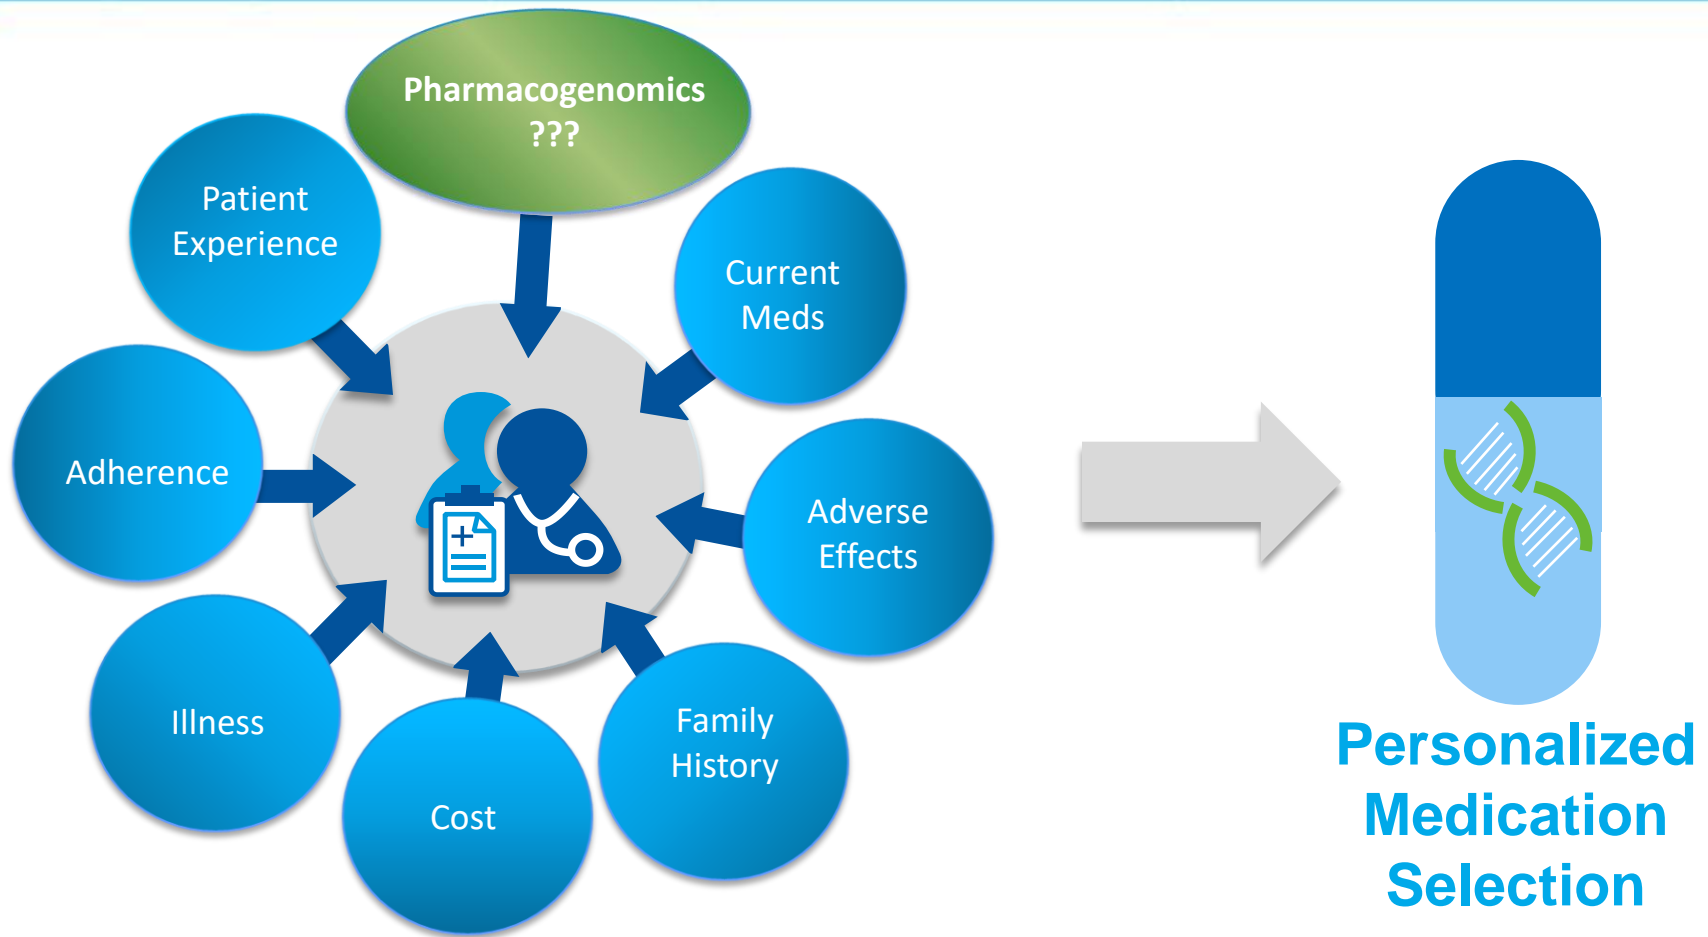 Pharmacogenomics
???
Patient
Experience
Current
Meds
Adherence
Adverse
Effects
Illness
Family
History
Cost
Personalized
Medication
Selection